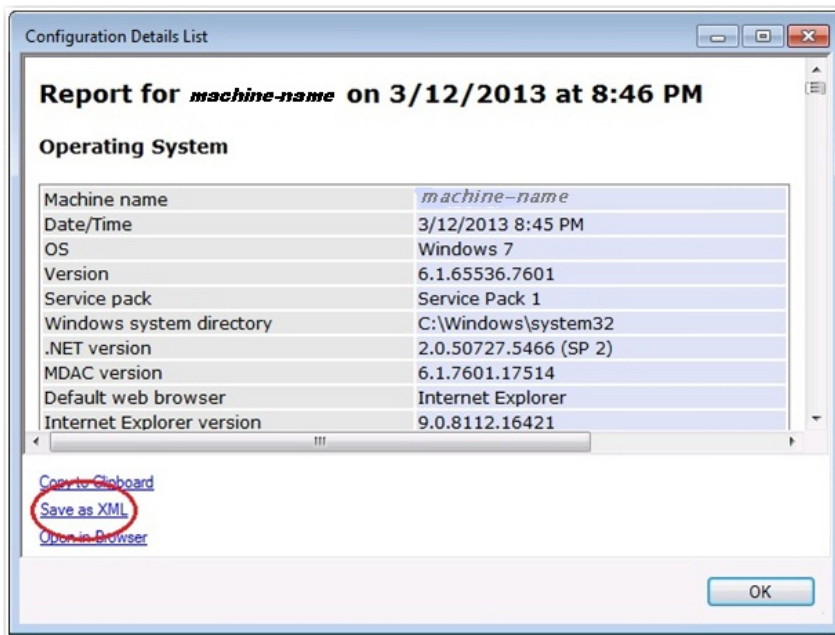 Configuration Details List
Report for machine-name on 3/12/2013 at 8:46 PM
Operating System
Machine name machine-name
Date/Time 3/12/2013 8:45 PM
OS Windows 7
Version 6.1.65536.7601
Service pack Service Pack 1
Windows system directory C:\Windows\system32
.NET version 2.0.50727.5466 (SP 2)
MDAC version 6.1.7601.17514
Default web browser Internet Explorer
Internet Explorer version 9.0.8112.16421
Copy to Clipboard
Save as XML
Open in Browser
OK